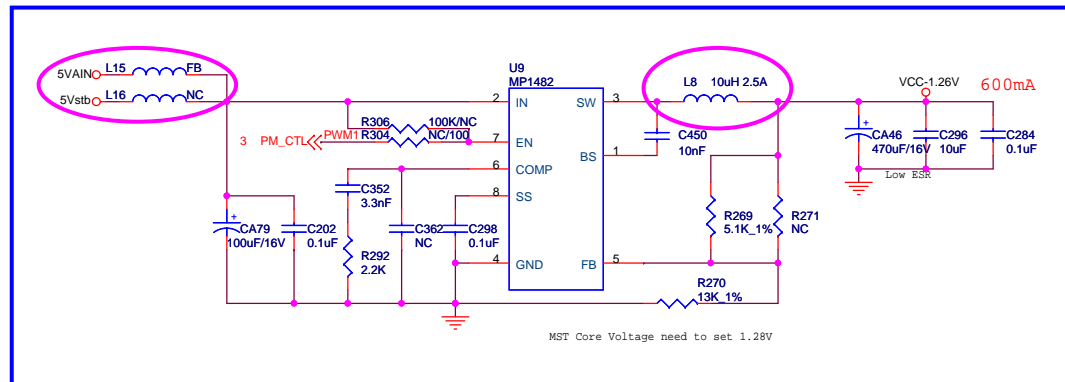 U9
MP1482
5VAIN
L15
FB
5Vstb
L16
NC
2
IN
SW
3
L8
10uH 2.5A
VCC-1.26V
600mA
R306
100K/NC
3
PM_CTL
PWM1
R304
NC/100
7
EN
C450
10nF
BS
1
CA46
470uF/16V
C296
10uF
C284
0.1uF
Low ESR
6
COMP
C352
3.3nF
8
SS
CA79
100uF/16V
C202
0.1uF
R292
2.2K
C362
NC
C298
0.1uF
R269
5.1K_1%
R271
NC
4
GND
FB
5
R270
13K_1%
MST Core Voltage need to set 1.28V